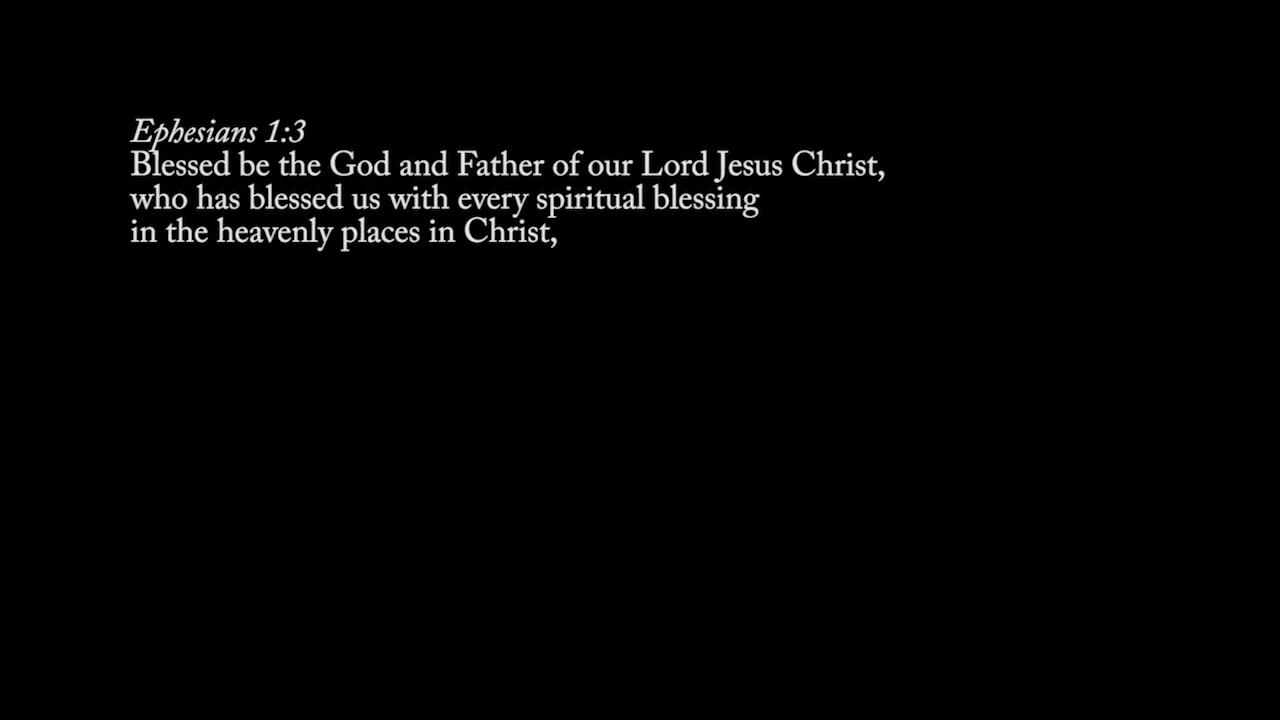 Ephesians 1:3
Blessed be the God and Father of our Lord Jesus Christ,
who has blessed us with every spiritual blessing
in the heavenly places in Christ,